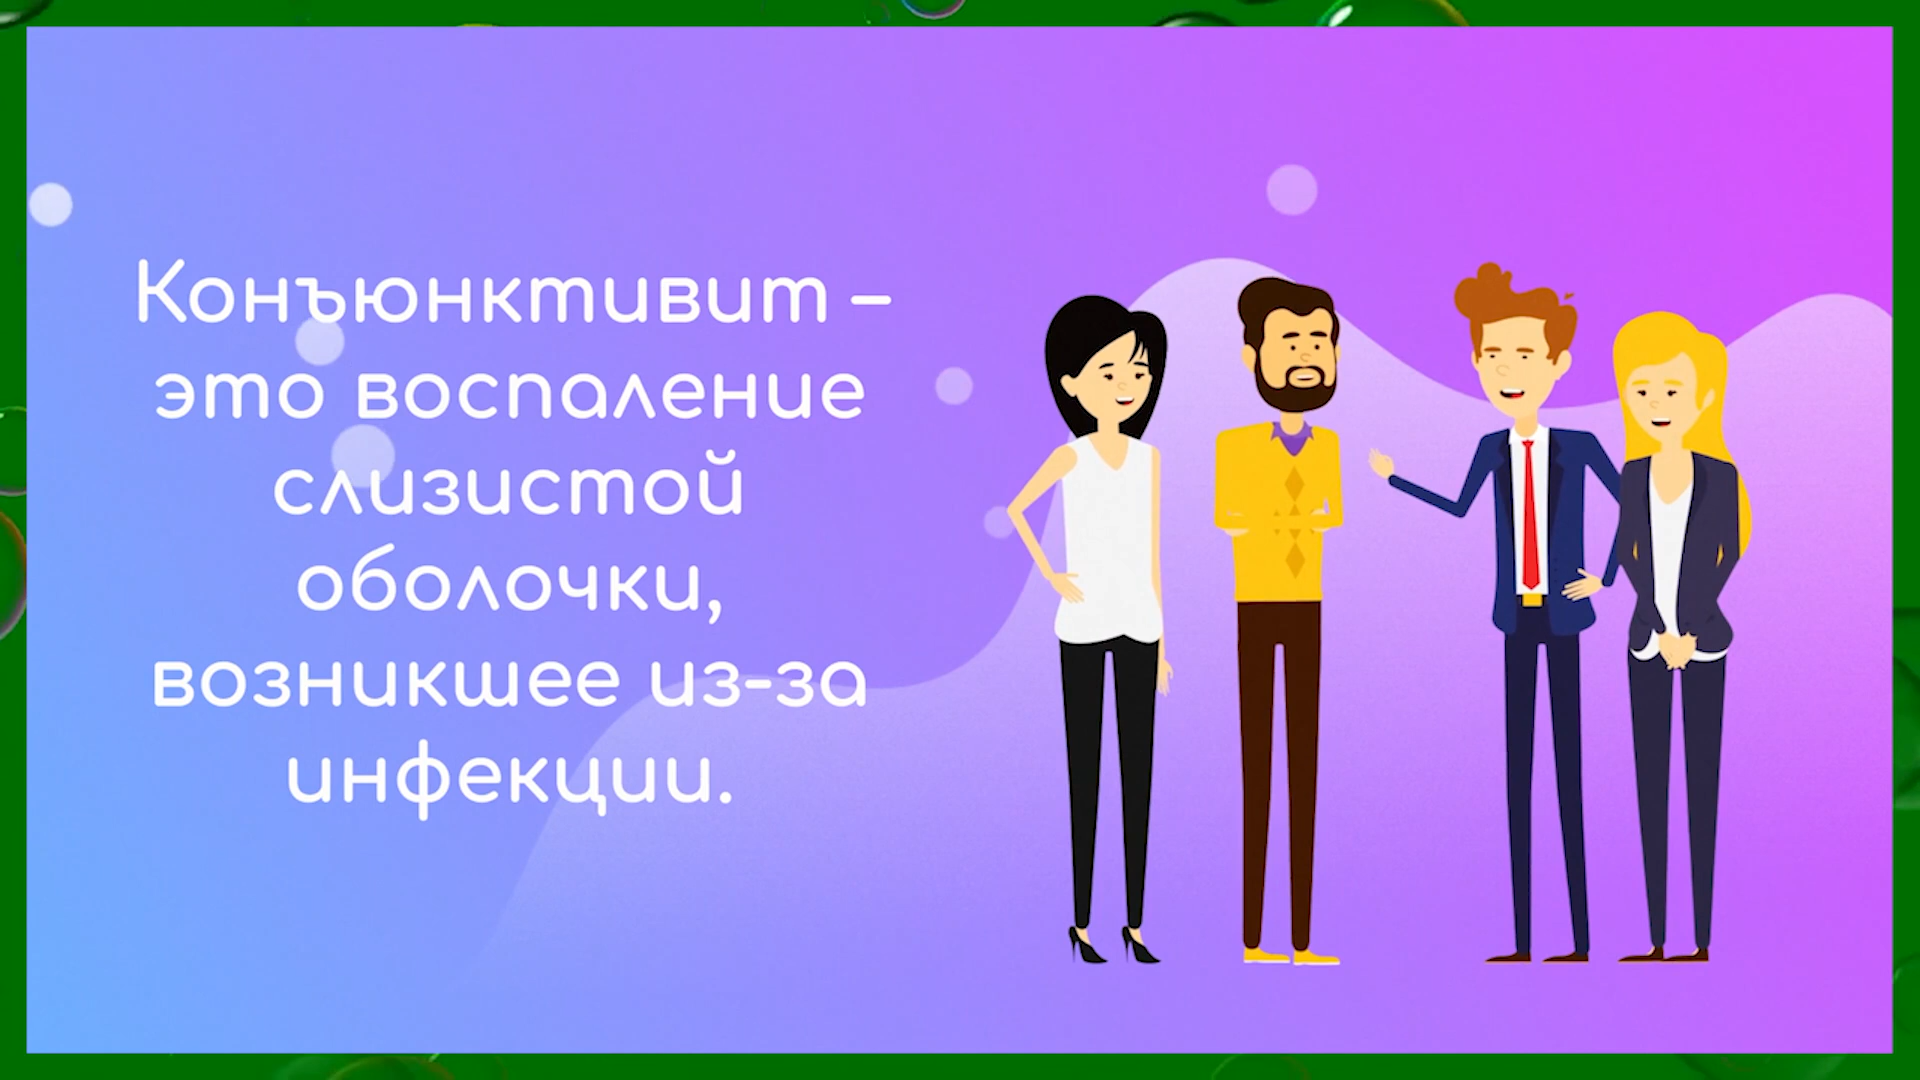 Конъюнктивит –
это воспаление
слизистой
оболочки,
возникшее из-за
инфекции.